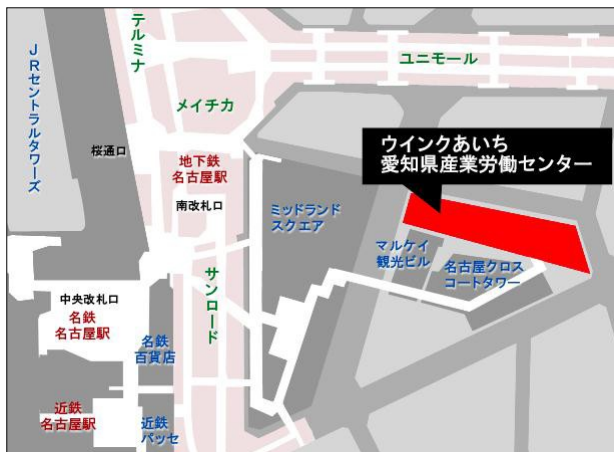 テルミナ
ユニモール
JRセントラルタワーズ
メイチカ
ウインクあいち
愛知県産業労働センター
桜通口
地下鉄
名古屋駅
南改札口
ミッドランド
スクエア
マルケイ
観光ビル
名古屋クロス
コートタワー
サンロード
中央改札口
名鉄
名古屋駅
名鉄
百貨店
近鉄
名古屋駅
近鉄
パッセ